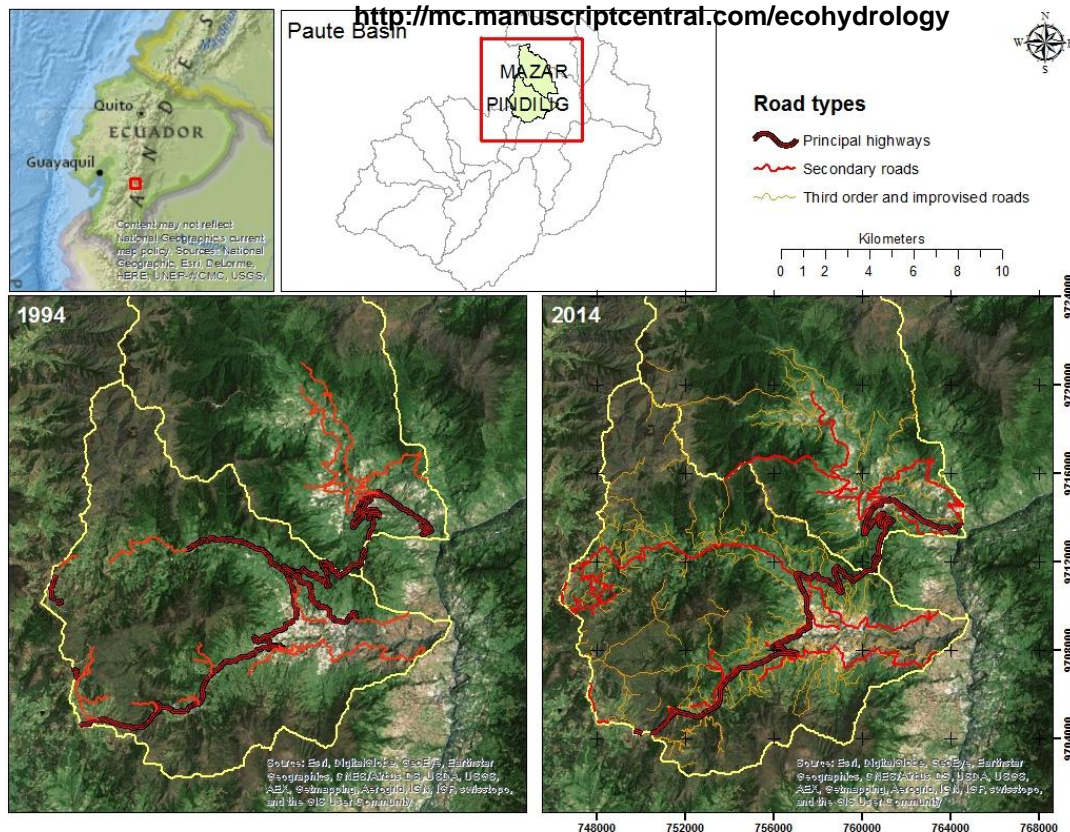 http://mc.manuscriptcentral.com/ecohydrology
Quito
ECUADOR
Guayaquil
ANDES
Content may not reflect
National Geographic's current
map policy. Sources: National
Geographic, Esri, DeLorme,
HERE, UNEP-WCMC, USGS,
Paute Basin
MAZAR
PINDILIG
N
W E
S
Road types
Principal highways
Secondary roads
Third order and improvised roads
Kilometers
0 1 2 4 6 8 10
1994
Source: Esri, DigitalGlobe, GeoEye, Earthstar
Geographics, CNES/Airbus DS, USDA, USGS,
AEX, Getmapping, Aerogrid, IGN, IGP, swisstopo,
and the GIS User Community
2014
Source: Esri, DigitalGlobe, GeoEye, Earthstar
Geographics, CNES/Airbus DS, USDA, USGS,
AEX, Getmapping, Aerogrid, IGN, IGP, swisstopo,
and the GIS User Community
9724000
9720000
9716000
9712000
9708000
9704000
748000 752000 756000 760000 764000 768000